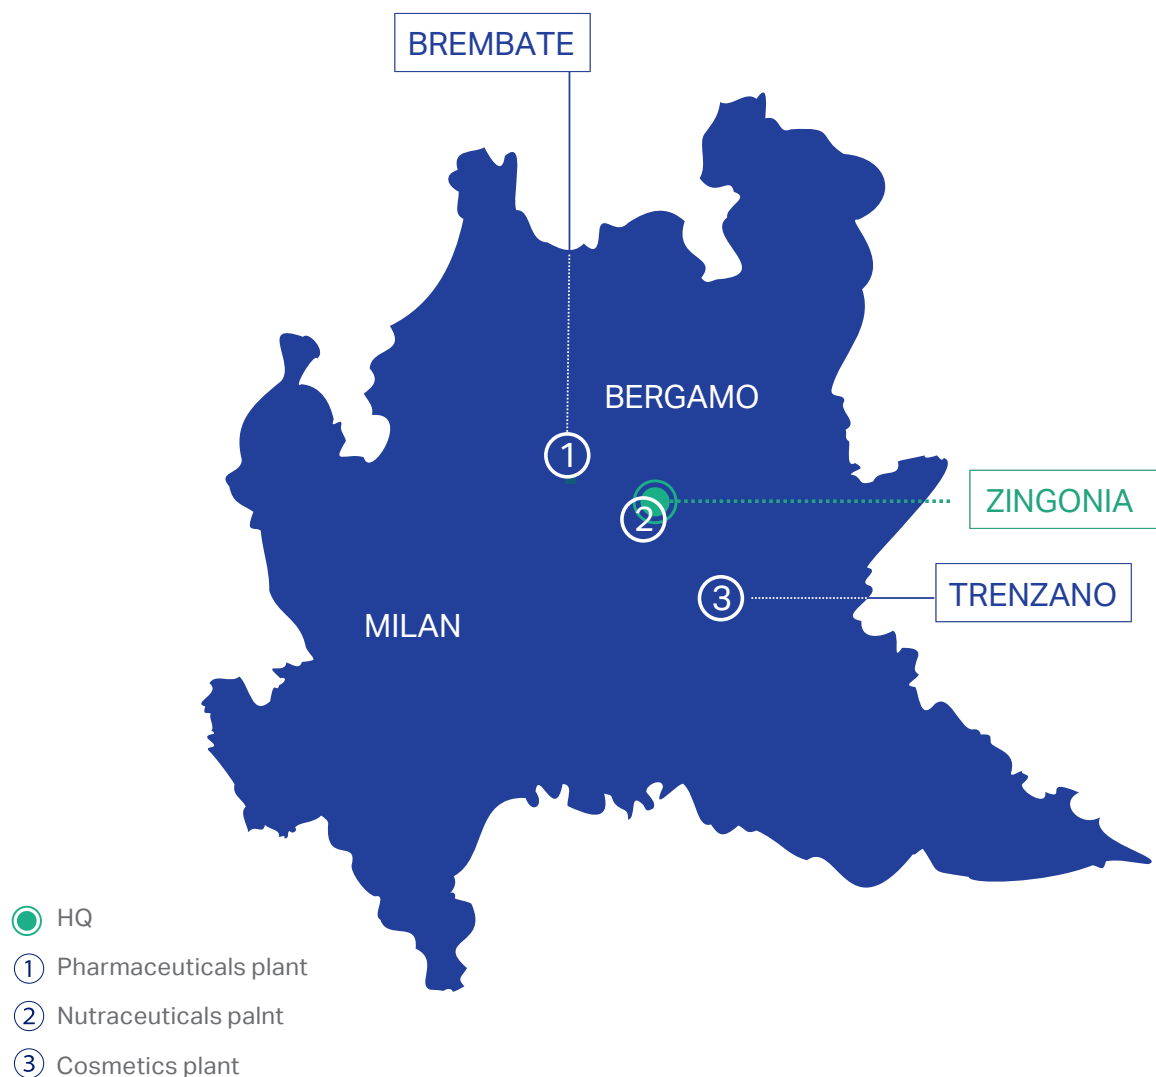 BREMBATE
BERGAMO
1
ZINGONIA
2
TRENZANO
3
MILAN
HQ
1 Pharmaceuticals plant
2 Nutraceuticals palnt
3 Cosmetics plant